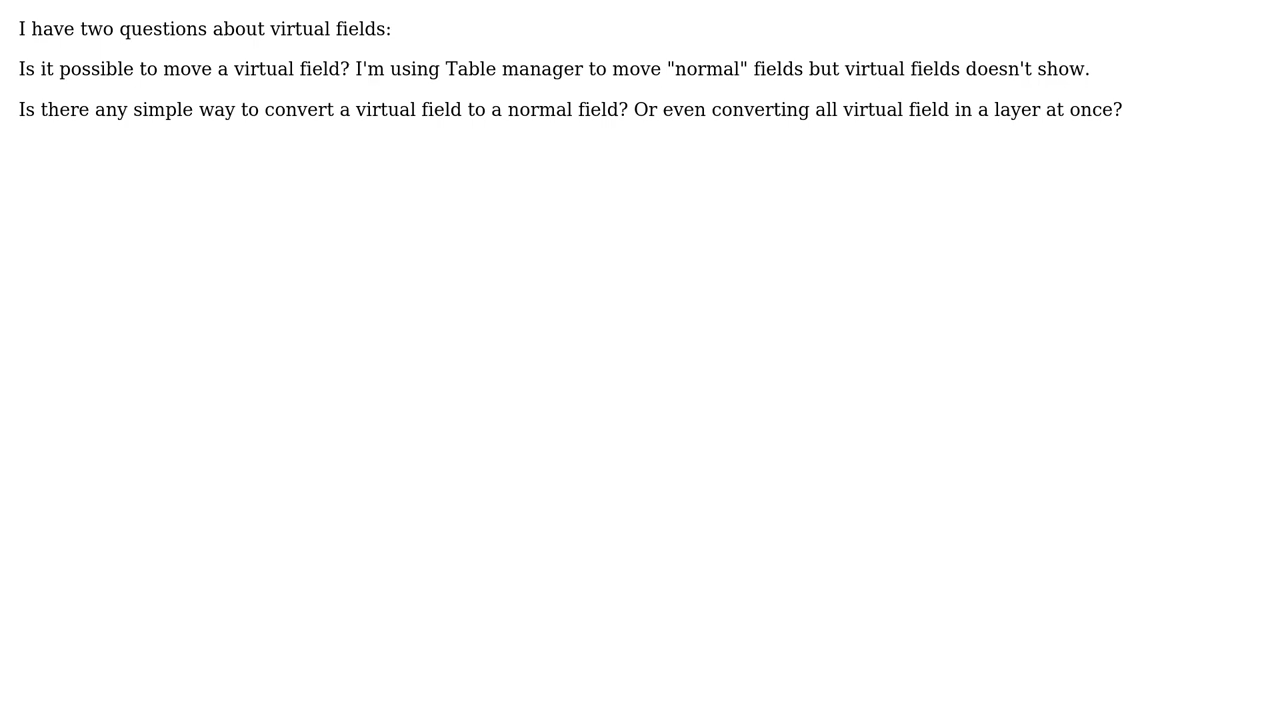 I have two questions about virtual fields:
Is it possible to move a virtual field? I'm using Table manager to move "normal" fields but virtual fields doesn't show.
Is there any simple way to convert a virtual field to a normal field? Or even converting all virtual field in a layer at once?